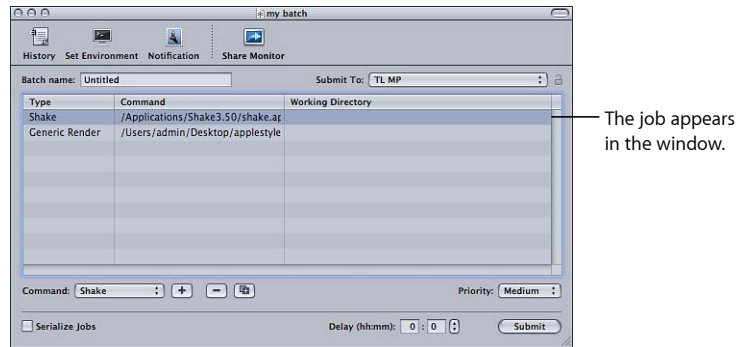 my batch
History Set Environment Notification Share Monitor
Batch name: Untitled Submit To: TL MP
Type Command Working Directory
Shake /Applications/Shake3.50/shake.ap
Generic Render /Users/admin/Desktop/applestyle
The job appears
in the window.
Command: Shake + − Priority: Medium
Serialize Jobs Delay (hh:mm): 0 : 0 Submit